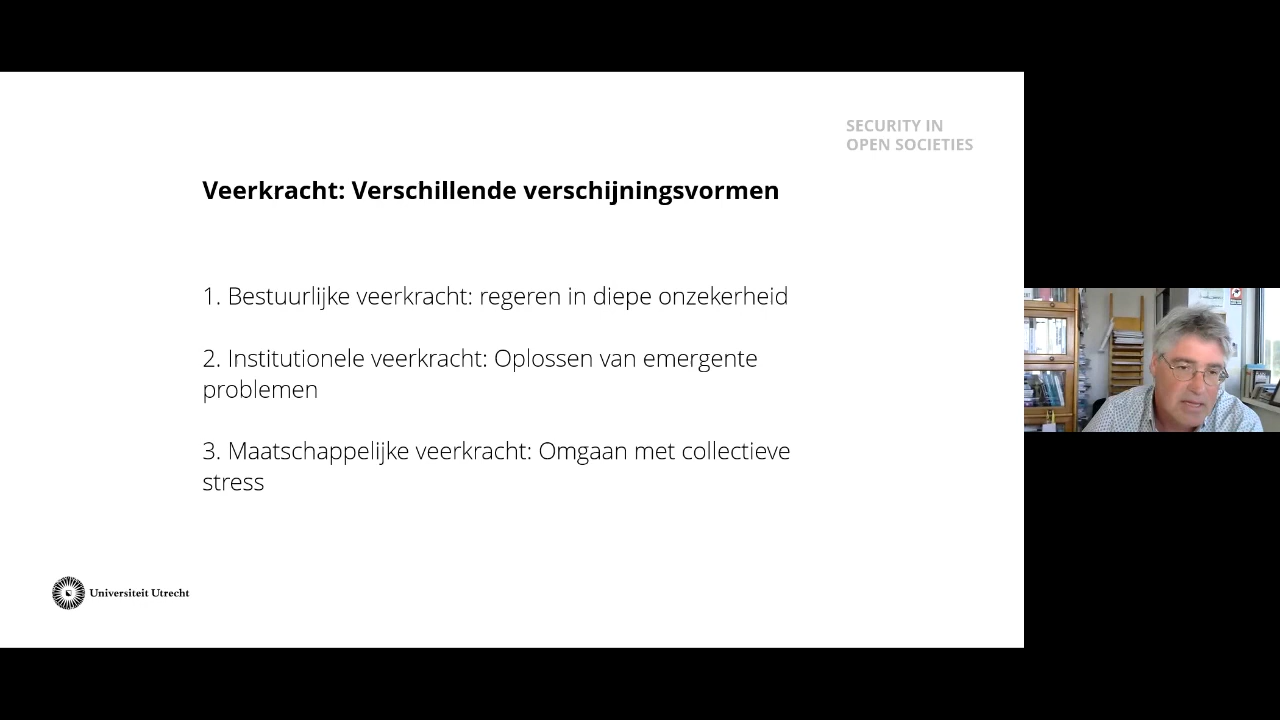 SECURITY IN
OPEN SOCIETIES
Veerkracht: Verschillende verschijningsvormen
1. Bestuurlijke veerkracht: regeren in diepe onzekerheid
2. Institutionele veerkracht: Oplossen van emergente
problemen
3. Maatschappelijke veerkracht: Omgaan met collectieve
stress
Universiteit Utrecht